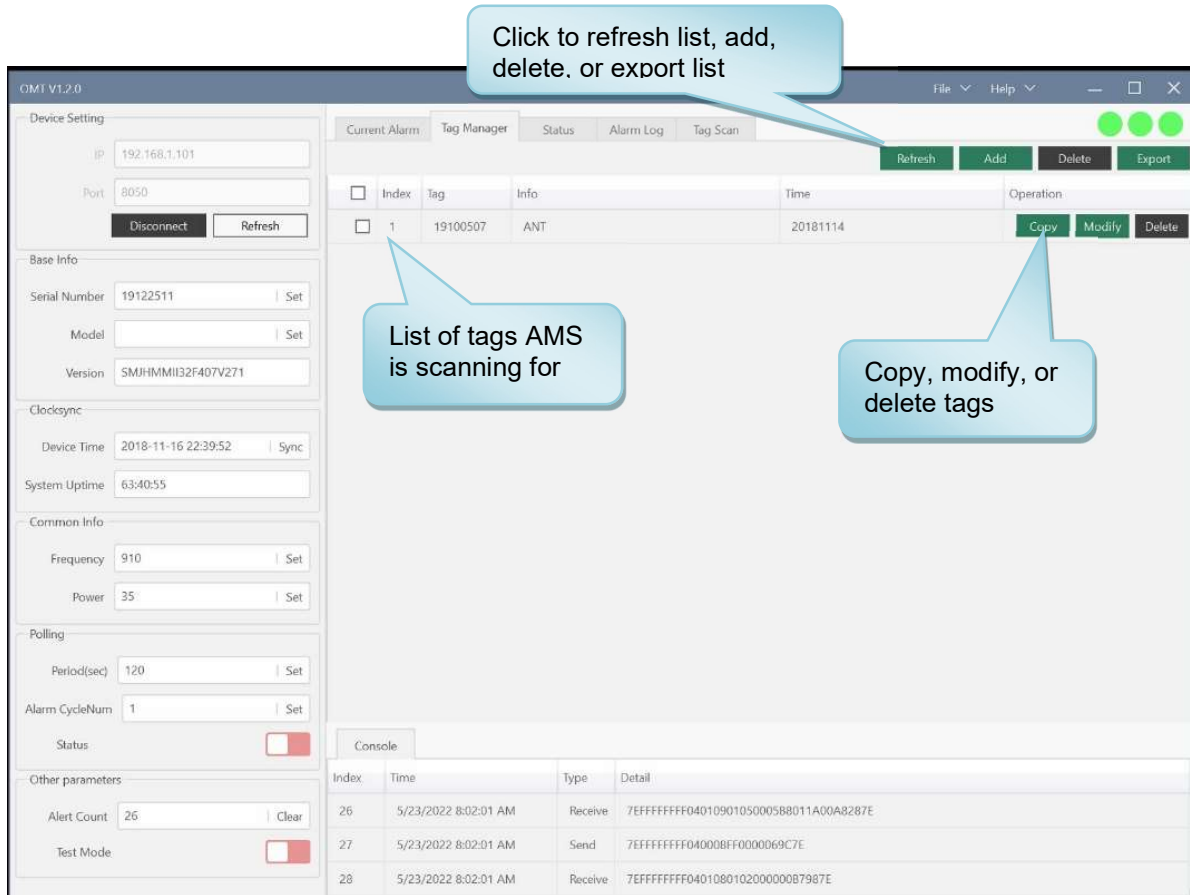 Click to refresh list, add,
delete, or export list
OMT V1.2.0
File Help
Device Setting
IP 192.168.1.101
Port 8050
Disconnect Refresh
Base Info
Serial Number 19122511 Set
Model Set
Version SMJHMMII32F407V271
Clocksync
Device Time 2018-11-16 22:39:52 Sync
System Uptime 63:40:55
Common Info
Frequency 910 Set
Power 35 Set
Polling
Period(sec) 120 Set
Alarm CycleNum 1 Set
Status
Other parameters
Alert Count 26 Clear
Test Mode
Current Alarm Tag Manager Status Alarm Log Tag Scan
Refresh Add Delete Export
Index Tag Info Time Operation
1 19100507 ANT 20181114 Copy Modify Delete
List of tags AMS
is scanning for
Copy, modify, or
delete tags
Console
Index Time Type Detail
26 5/23/2022 8:02:01 AM Receive
27 5/23/2022 8:02:01 AM Send
28 5/23/2022 8:02:01 AM Receive